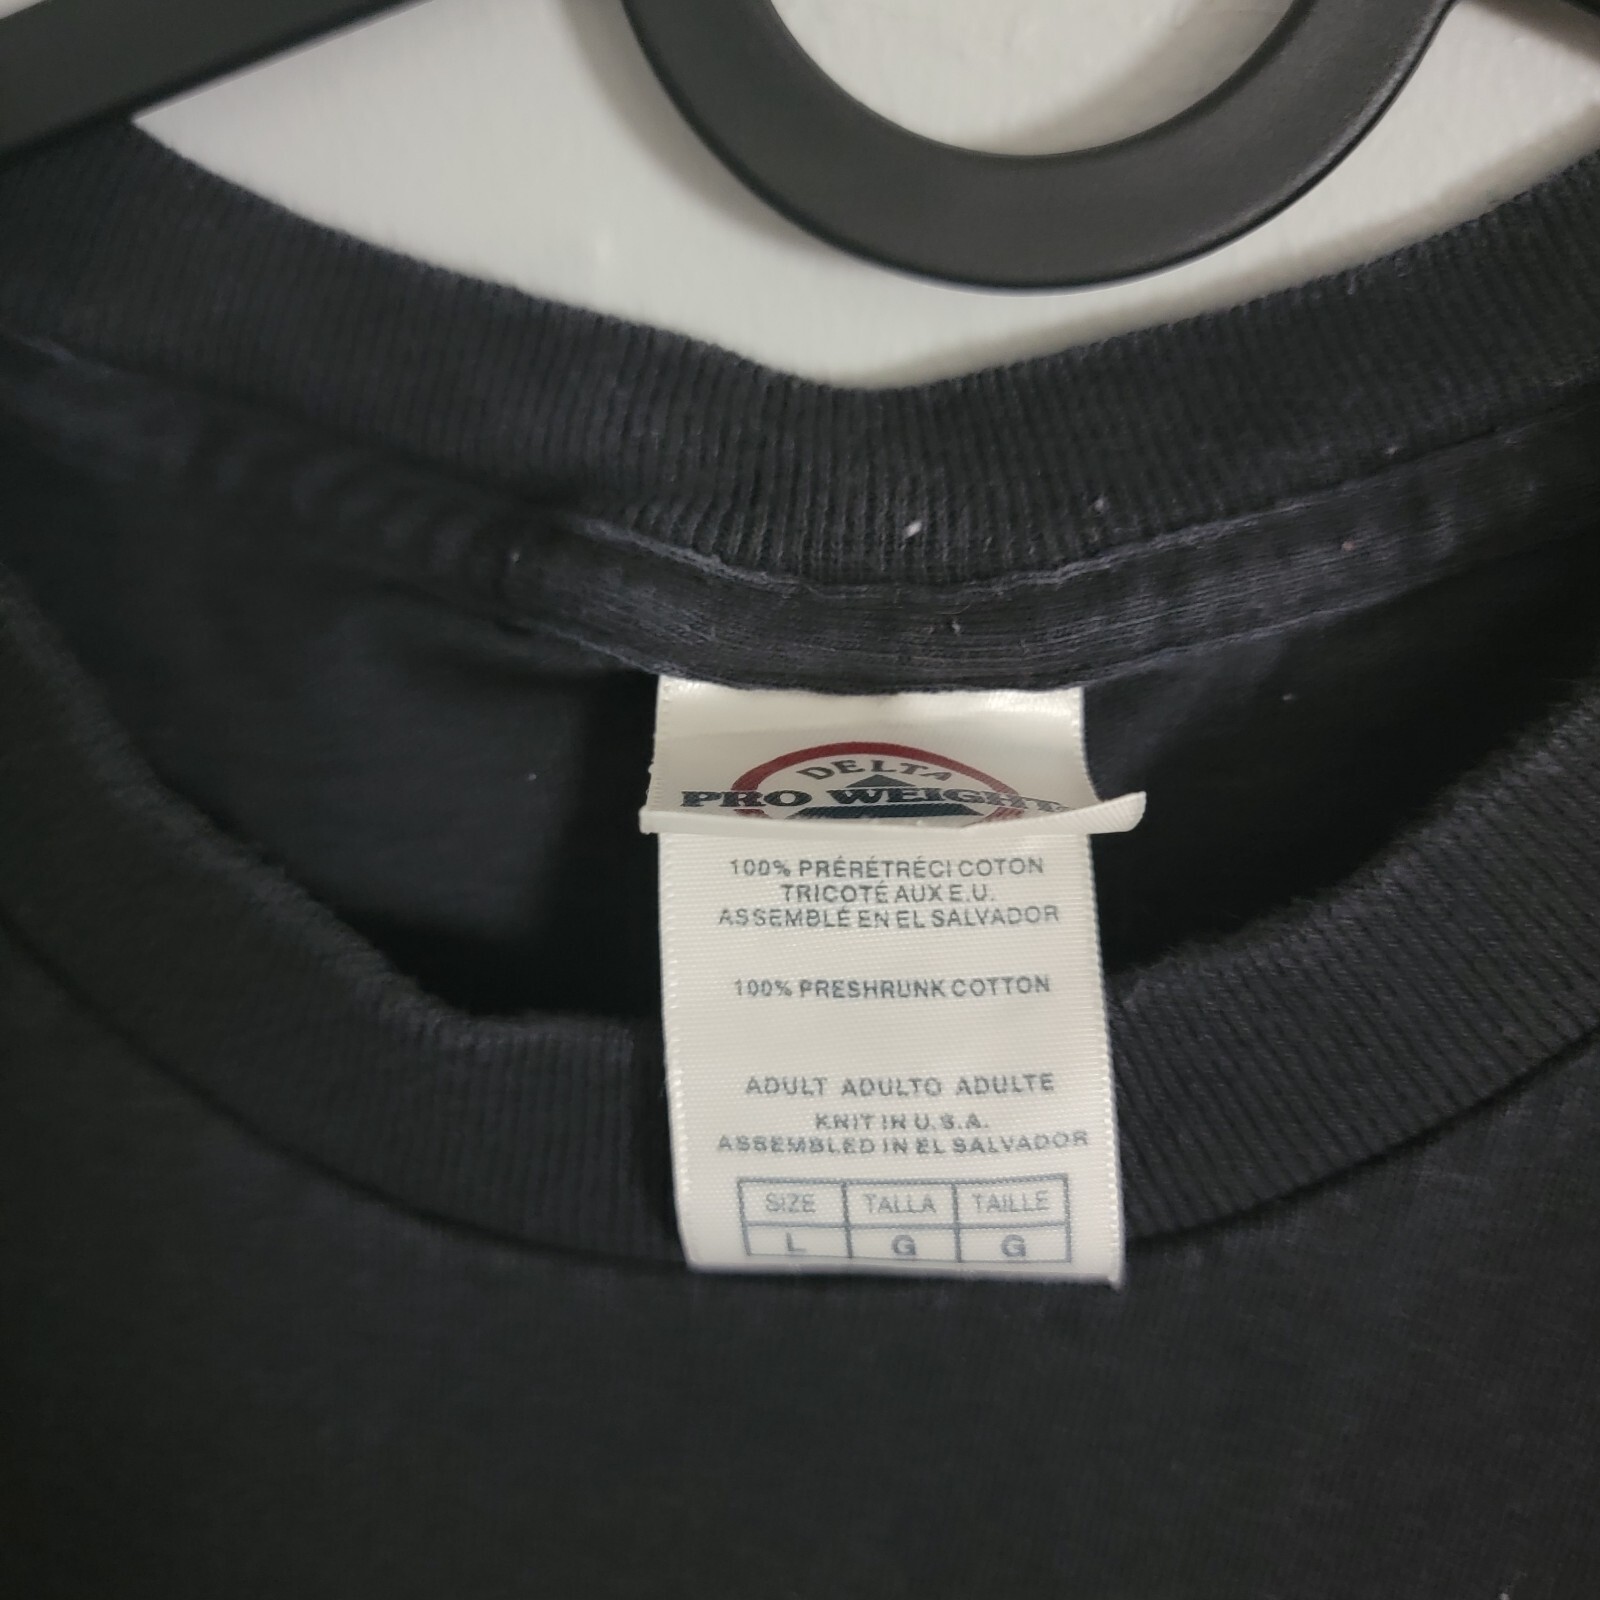 DELTA
PRO WEIGHT
100% PRÉRÉTRÉCI COTON
TRICOTÉ AUX E.U.
ASSEMBLÉ EN EL SALVADOR
100% PRESHRUNK COTTON
ADULT ADULTO ADULTE
KNIT IN U.S.A.
ASSEMBLED IN EL SALVADOR
SIZE TALLA TAILLE
L G G